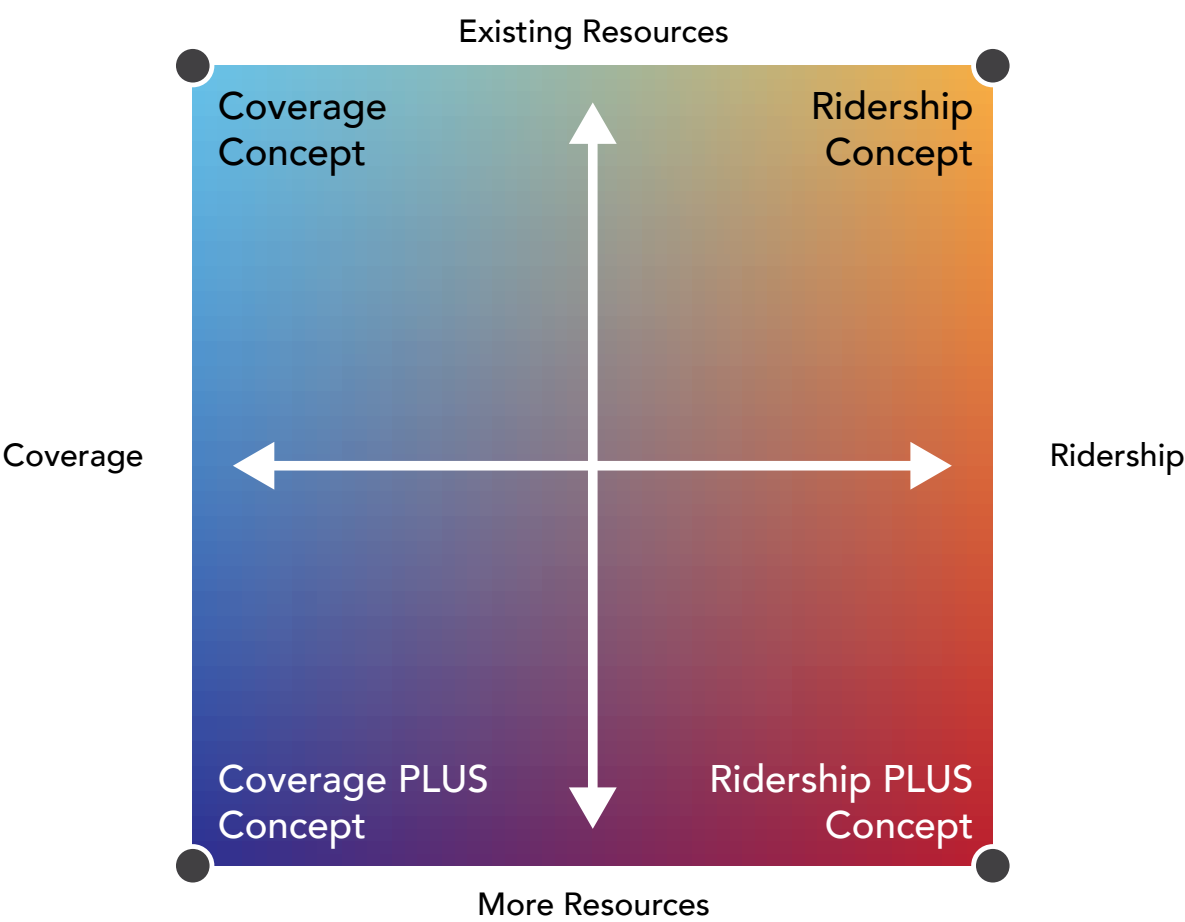 Existing Resources
Coverage
Concept
Ridership
Concept
Coverage
Ridership
Coverage PLUS
Concept
Ridership PLUS
Concept
More Resources